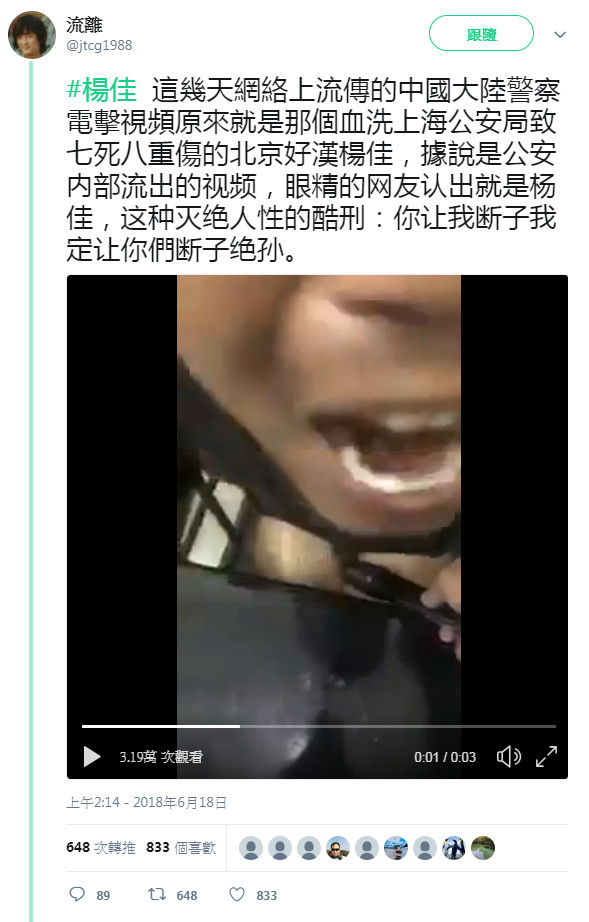 流離
@jtcg1988
跟隨
#楊佳 這幾天網絡上流傳的中國大陸警察
電擊視頻原來就是那個血洗上海公安局致
七死八重傷的北京好漢楊佳，據說是公安
内部流出的视频，眼精的网友认出就是杨
佳，这种灭绝人性的酷刑：你让我断子我
定让你們断子绝孙。
3.19萬 次觀看
0:01 / 0:03
上午2:14 - 2018年6月18日
648 次轉推 833 個喜歡
89 648 833